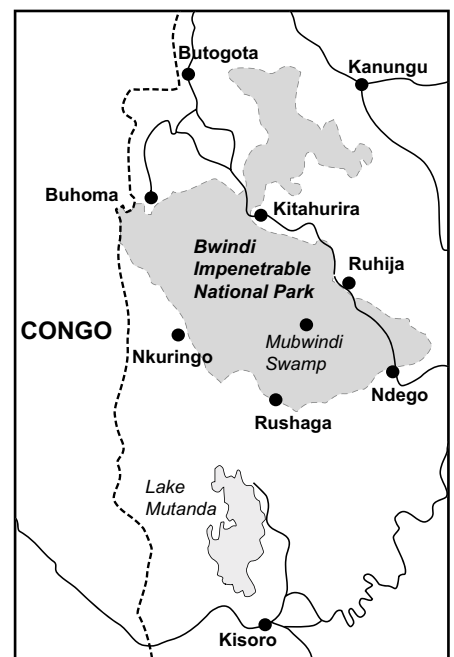 Butogota
Kanungu
Buhoma
Kitahurira
Bwindi
Impenetrable
National Park
Ruhija
CONGO
Nkuringo
Mubwindi
Swamp
Ndego
Rushaga
Lake
Mutanda
Kisoro